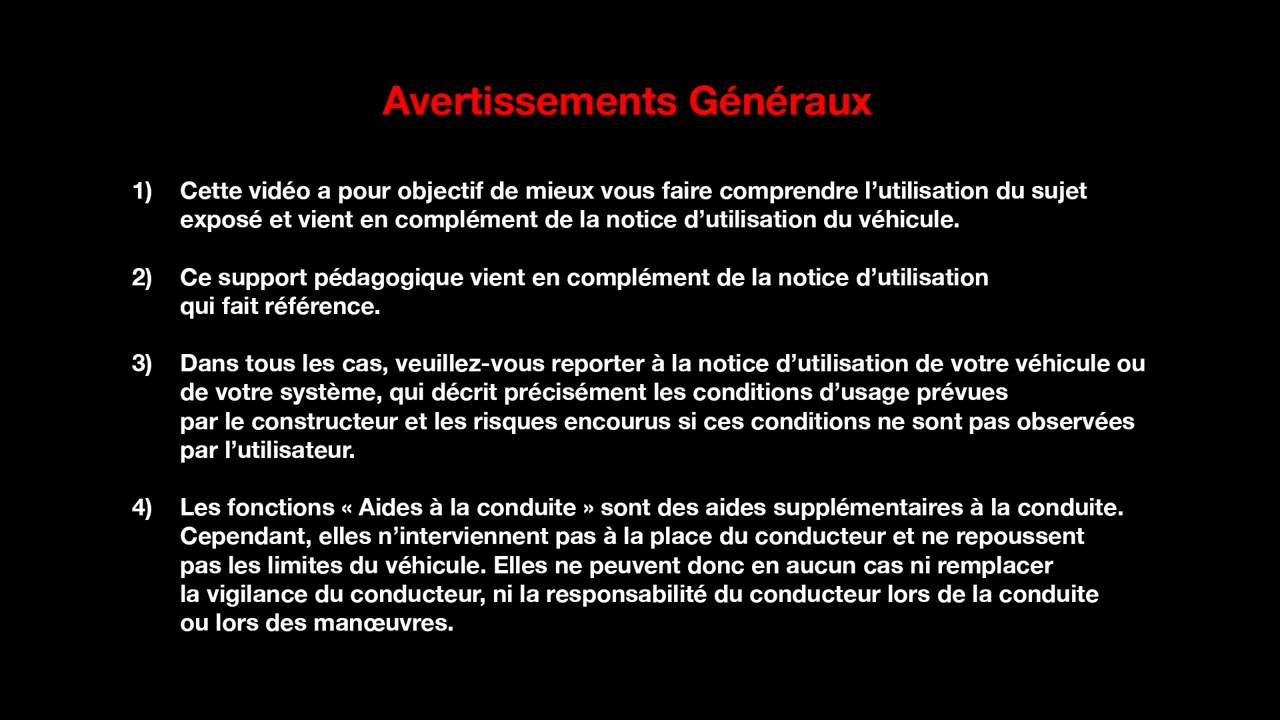 Avertissements Généraux
1) Cette vidéo a pour objectif de mieux vous faire comprendre l’utilisation du sujet
exposé et vient en complément de la notice d’utilisation du véhicule.
2) Ce support pédagogique vient en complément de la notice d’utilisation
qui fait référence.
3) Dans tous les cas, veuillez-vous reporter à la notice d’utilisation de votre véhicule ou
de votre système, qui décrit précisément les conditions d’usage prévues
par le constructeur et les risques encourus si ces conditions ne sont pas observées
par l’utilisateur.
4) Les fonctions « Aides à la conduite » sont des aides supplémentaires à la conduite.
Cependant, elles n’interviennent pas à la place du conducteur et ne repoussent
pas les limites du véhicule. Elles ne peuvent donc en aucun cas ni remplacer
la vigilance du conducteur, ni la responsabilité du conducteur lors de la conduite
ou lors des manœuvres.